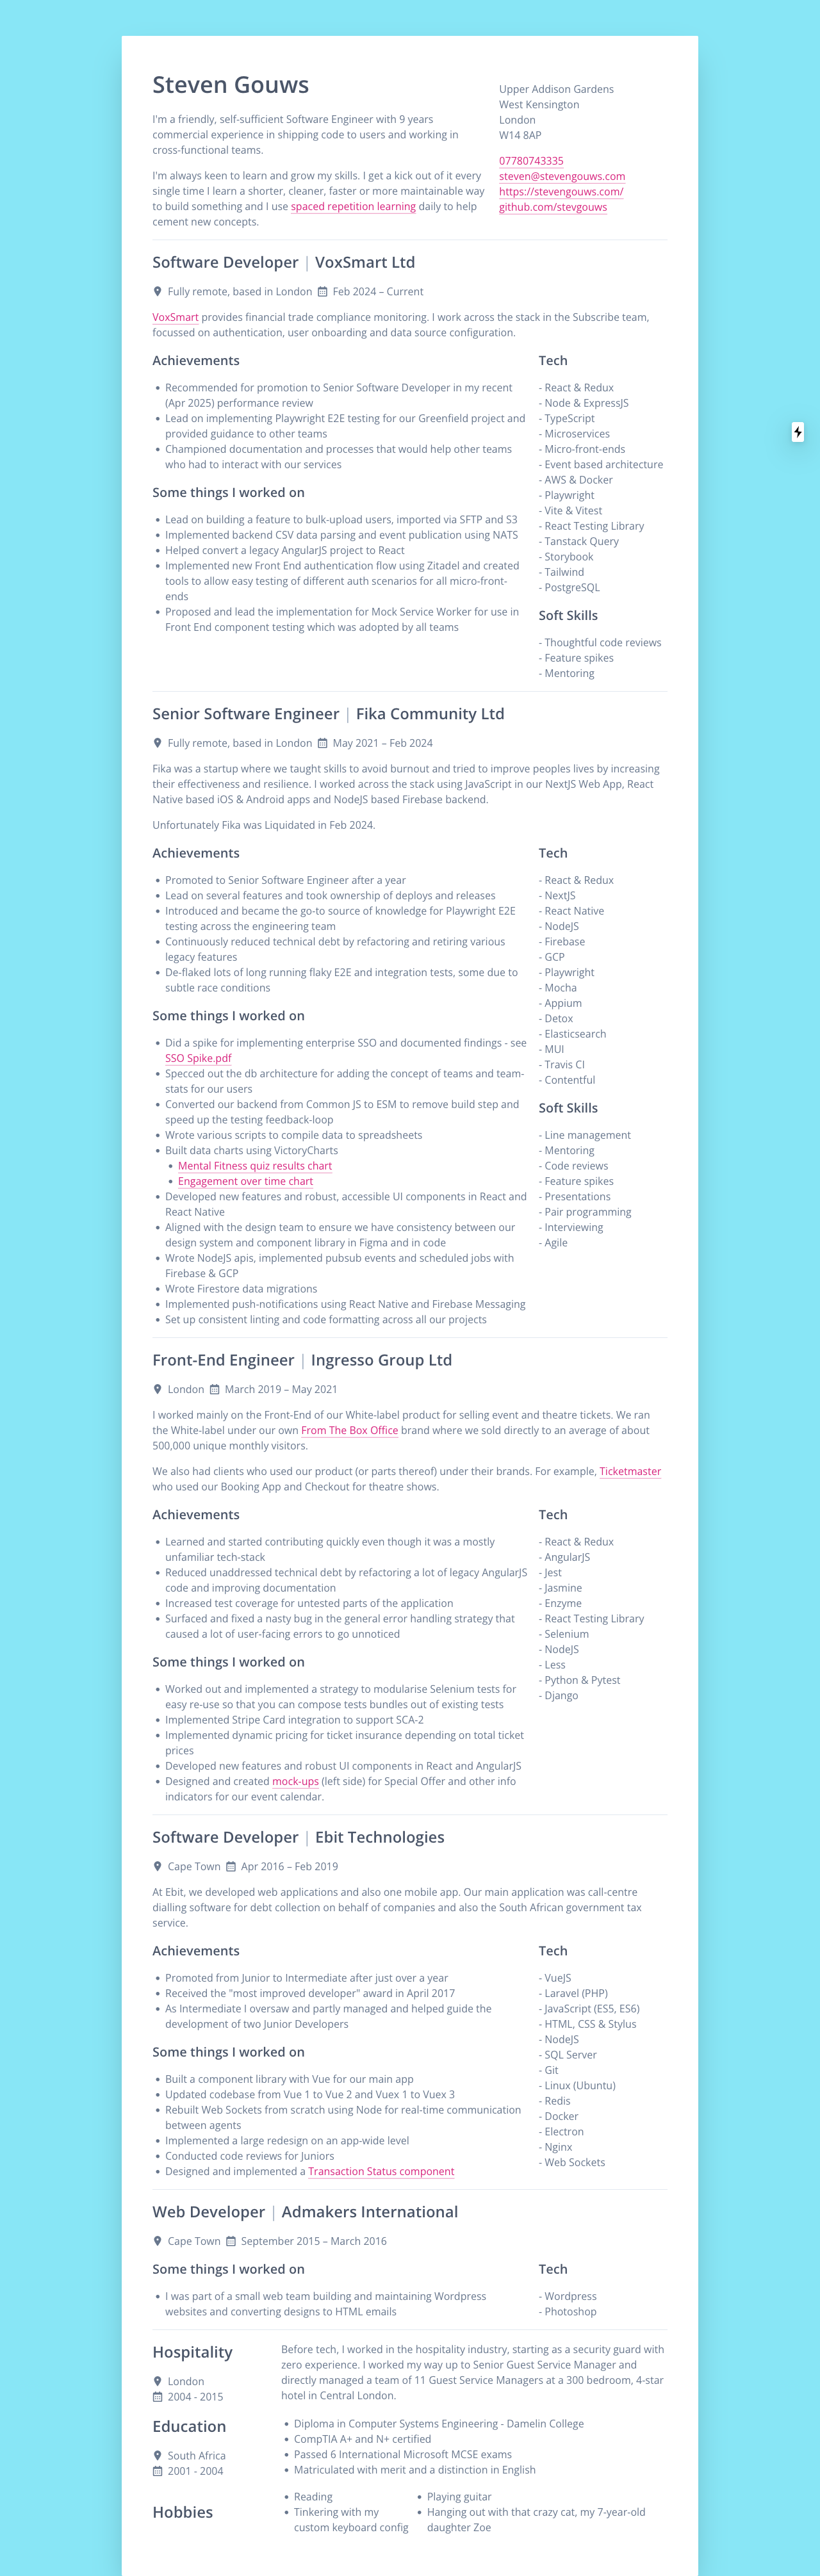 Steven Gouws
I'm a friendly, self-sufficient Software Engineer with 9 years
commercial experience in shipping code to users and working in
cross-functional teams.
I'm always keen to learn and grow my skills. I get a kick out of it every
single time I learn a shorter, cleaner, faster or more maintainable way
to build something and I use spaced repetition learning daily to help
cement new concepts.
Upper Addison Gardens
West Kensington
London
W14 8AP
07780743335
steven@stevengouws.com
https://stevengouws.com/
github.com/stevgouws
Software Developer | VoxSmart Ltd
Fully remote, based in London Feb 2024 – Current
VoxSmart provides financial trade compliance monitoring. I work across the stack in the Subscribe team,
focussed on authentication, user onboarding and data source configuration.
Achievements
• Recommended for promotion to Senior Software Developer in my recent
(Apr 2025) performance review
• Lead on implementing Playwright E2E testing for our Greenfield project and
provided guidance to other teams
• Championed documentation and processes that would help other teams
who had to interact with our services
Some things I worked on
• Lead on building a feature to bulk-upload users, imported via SFTP and S3
• Implemented backend CSV data parsing and event publication using NATS
• Helped convert a legacy AngularJS project to React
• Implemented new Front End authentication flow using Zitadel and created
tools to allow easy testing of different auth scenarios for all micro-front-
ends
• Proposed and lead the implementation for Mock Service Worker for use in
Front End component testing which was adopted by all teams
Tech
- React & Redux
- Node & ExpressJS
- TypeScript
- Microservices
- Micro-front-ends
- Event based architecture
- AWS & Docker
- Playwright
- Vite & Vitest
- React Testing Library
- Tanstack Query
- Storybook
- Tailwind
- PostgreSQL
Soft Skills
- Thoughtful code reviews
- Feature spikes
- Mentoring
Senior Software Engineer | Fika Community Ltd
Fully remote, based in London May 2021 – Feb 2024
Fika was a startup where we taught skills to avoid burnout and tried to improve peoples lives by increasing
their effectiveness and resilience. I worked across the stack using JavaScript in our NextJS Web App, React
Native based iOS & Android apps and NodeJS based Firebase backend.
Unfortunately Fika was Liquidated in Feb 2024.
Achievements
• Promoted to Senior Software Engineer after a year
• Lead on several features and took ownership of deploys and releases
• Introduced and became the go-to source of knowledge for Playwright E2E
testing across the engineering team
• Continuously reduced technical debt by refactoring and retiring various
legacy features
• De-flaked lots of long running flaky E2E and integration tests, some due to
subtle race conditions
Some things I worked on
• Did a spike for implementing enterprise SSO and documented findings - see
SSO Spike.pdf
• Specced out the db architecture for adding the concept of teams and team-
stats for our users
• Converted our backend from Common JS to ESM to remove build step and
speed up the testing feedback-loop
• Wrote various scripts to compile data to spreadsheets
• Built data charts using VictoryCharts
• Mental Fitness quiz results chart
• Engagement over time chart
• Developed new features and robust, accessible UI components in React and
React Native
• Aligned with the design team to ensure we have consistency between our
design system and component library in Figma and in code
• Wrote NodeJS apis, implemented pubsub events and scheduled jobs with
Firebase & GCP
• Wrote Firestore data migrations
• Implemented push-notifications using React Native and Firebase Messaging
• Set up consistent linting and code formatting across all our projects
Tech
- React & Redux
- NextJS
- React Native
- NodeJS
- Firebase
- GCP
- Playwright
- Mocha
- Appium
- Detox
- Elasticsearch
- MUI
- Travis CI
- Contentful
Soft Skills
- Line management
- Mentoring
- Code reviews
- Feature spikes
- Presentations
- Pair programming
- Interviewing
- Agile
Front-End Engineer | Ingresso Group Ltd
London March 2019 – May 2021
I worked mainly on the Front-End of our White-label product for selling event and theatre tickets. We ran
the White-label under our own From The Box Office brand where we sold directly to an average of about
500,000 unique monthly visitors.
We also had clients who used our product (or parts thereof) under their brands. For example, Ticketmaster
who used our Booking App and Checkout for theatre shows.
Achievements
• Learned and started contributing quickly even though it was a mostly
unfamiliar tech-stack
• Reduced unaddressed technical debt by refactoring a lot of legacy AngularJS
code and improving documentation
• Increased test coverage for untested parts of the application
• Surfaced and fixed a nasty bug in the general error handling strategy that
caused a lot of user-facing errors to go unnoticed
Some things I worked on
• Worked out and implemented a strategy to modularise Selenium tests for
easy re-use so that you can compose tests bundles out of existing tests
• Implemented Stripe Card integration to support SCA-2
• Implemented dynamic pricing for ticket insurance depending on total ticket
prices
• Developed new features and robust UI components in React and AngularJS
• Designed and created mock-ups (left side) for Special Offer and other info
indicators for our event calendar.
Tech
- React & Redux
- AngularJS
- Jest
- Jasmine
- Enzyme
- React Testing Library
- Selenium
- NodeJS
- Less
- Python & Pytest
- Django
Software Developer | Ebit Technologies
Cape Town Apr 2016 – Feb 2019
At Ebit, we developed web applications and also one mobile app. Our main application was call-centre
dialling software for debt collection on behalf of companies and also the South African government tax
service.
Achievements
• Promoted from Junior to Intermediate after just over a year
• Received the "most improved developer" award in April 2017
• As Intermediate I oversaw and partly managed and helped guide the
development of two Junior Developers
Some things I worked on
• Built a component library with Vue for our main app
• Updated codebase from Vue 1 to Vue 2 and Vuex 1 to Vuex 3
• Rebuilt Web Sockets from scratch using Node for real-time communication
between agents
• Implemented a large redesign on an app-wide level
• Conducted code reviews for Juniors
• Designed and implemented a Transaction Status component
Tech
- VueJS
- Laravel (PHP)
- JavaScript (ES5, ES6)
- HTML, CSS & Stylus
- NodeJS
- SQL Server
- Git
- Linux (Ubuntu)
- Redis
- Docker
- Electron
- Nginx
- Web Sockets
Web Developer | Admakers International
Cape Town September 2015 – March 2016
Some things I worked on
• I was part of a small web team building and maintaining Wordpress
websites and converting designs to HTML emails
Tech
- Wordpress
- Photoshop
Hospitality
London
2004 - 2015
Before tech, I worked in the hospitality industry, starting as a security guard with
zero experience. I worked my way up to Senior Guest Service Manager and
directly managed a team of 11 Guest Service Managers at a 300 bedroom, 4-star
hotel in Central London.
Education
South Africa
2001 - 2004
• Diploma in Computer Systems Engineering - Damelin College
• CompTIA A+ and N+ certified
• Passed 6 International Microsoft MCSE exams
• Matriculated with merit and a distinction in English
Hobbies
• Reading
• Tinkering with my
custom keyboard config
• Playing guitar
• Hanging out with that crazy cat, my 7-year-old
daughter Zoe